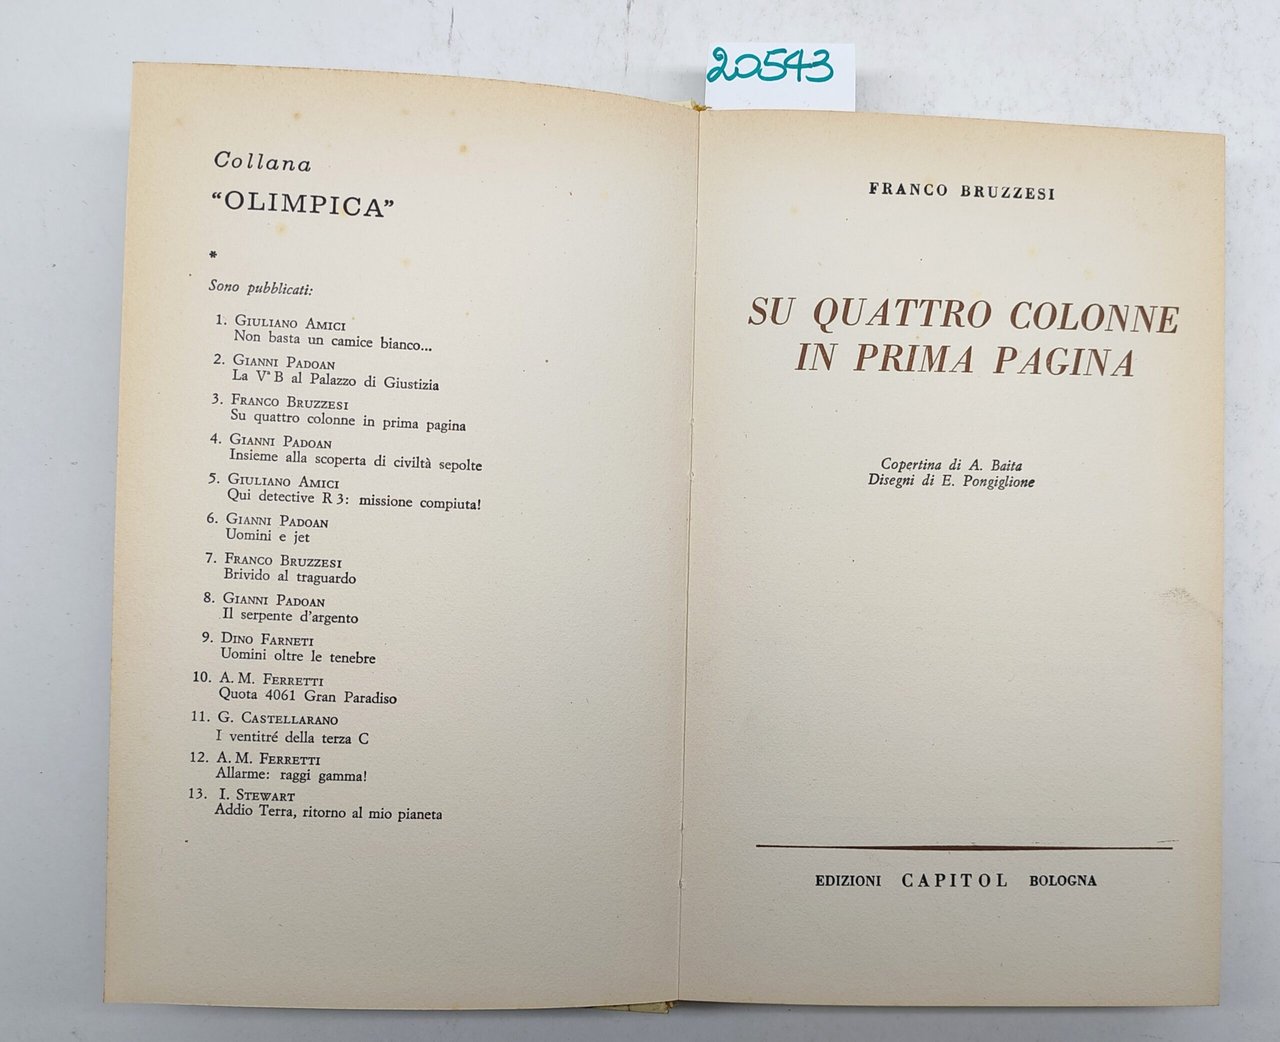 20543
Collana
“OLIMPICA”
*
Sono pubblicati:
1. GIULIANO AMICI
Non basta un camice bianco...
2. GIANNI PADOAN
La Vª B al Palazzo di Giustizia
3. FRANCO BRUZZESI
Su quattro colonne in prima pagina
4. GIANNI PADOAN
Insieme alla scoperta di civiltà sepolte
5. GIULIANO AMICI
Qui detective R 3: missione compiuta!
6. GIANNI PADOAN
Uomini e jet
7. FRANCO BRUZZESI
Brivido al traguardo
8. GIANNI PADOAN
Il serpente d’argento
9. DINO FARNETI
Uomini oltre le tenebre
10. A. M. FERRETTI
Quota 4061 Gran Paradiso
11. G. CASTELLARANO
I ventitré della terza C
12. A. M. FERRETTI
Allarme: raggi gamma!
13. I. STEWART
Addio Terra, ritorno al mio pianeta
FRANCO BRUZZESI
SU QUATTRO COLONNE
IN PRIMA PAGINA
Copertina di A. Baita
Disegni di E. Pongiglione
EDIZIONI CAPITOL BOLOGNA